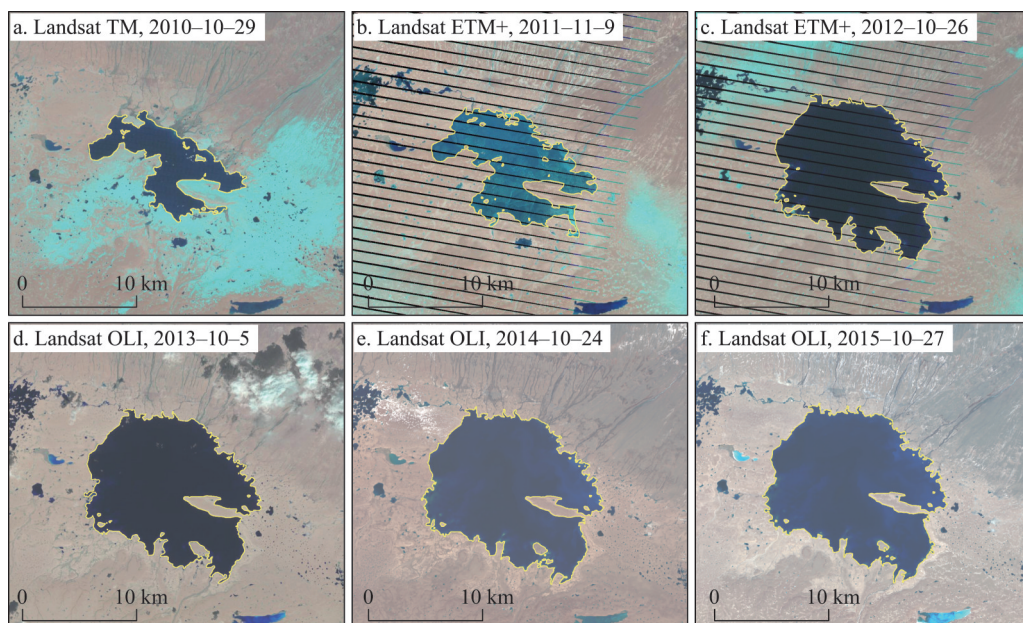 a. Landsat TM, 2010–10–29
0 10 km
b. Landsat ETM+, 2011–11–9
0 10 km
c. Landsat ETM+, 2012–10–26
0 10 km
d. Landsat OLI, 2013–10–5
0 10 km
e. Landsat OLI, 2014–10–24
0 10 km
f. Landsat OLI, 2015–10–27
0 10 km